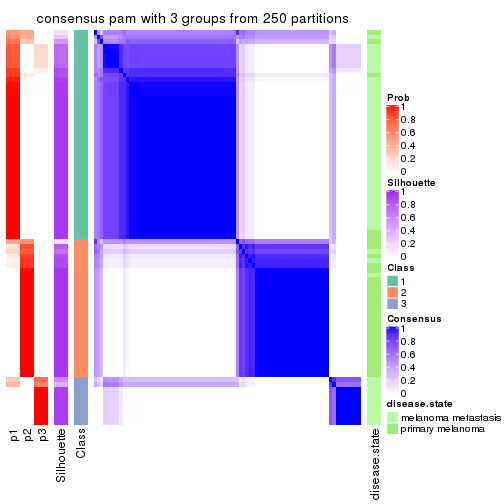 consensus pam with 3 groups from 250 partitions
Prob
1
0.8
0.6
0.4
0.2
0
Silhouette
1
0.8
0.6
0.4
0.2
0
Class
1
2
3
Consensus
1
0.8
0.6
0.4
0.2
0
disease.state
melanoma metastasis
primary melanoma
p1
p2
p3
Silhouette
Class
disease.state